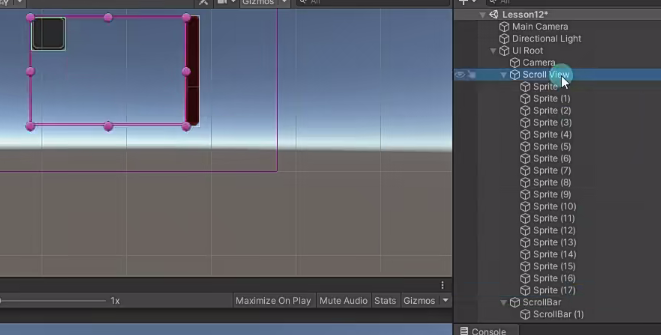 Gizmos
All
All
Lesson12*
Main Camera
Directional Light
UI Root
Camera
Scroll View
Sprite
Sprite (1)
Sprite (2)
Sprite (3)
Sprite (4)
Sprite (5)
Sprite (6)
Sprite (7)
Sprite (8)
Sprite (9)
Sprite (10)
Sprite (11)
Sprite (12)
Sprite (13)
Sprite (14)
Sprite (15)
Sprite (16)
Sprite (17)
ScrollBar
ScrollBar (1)
1x Maximize On Play Mute Audio Stats Gizmos
Console